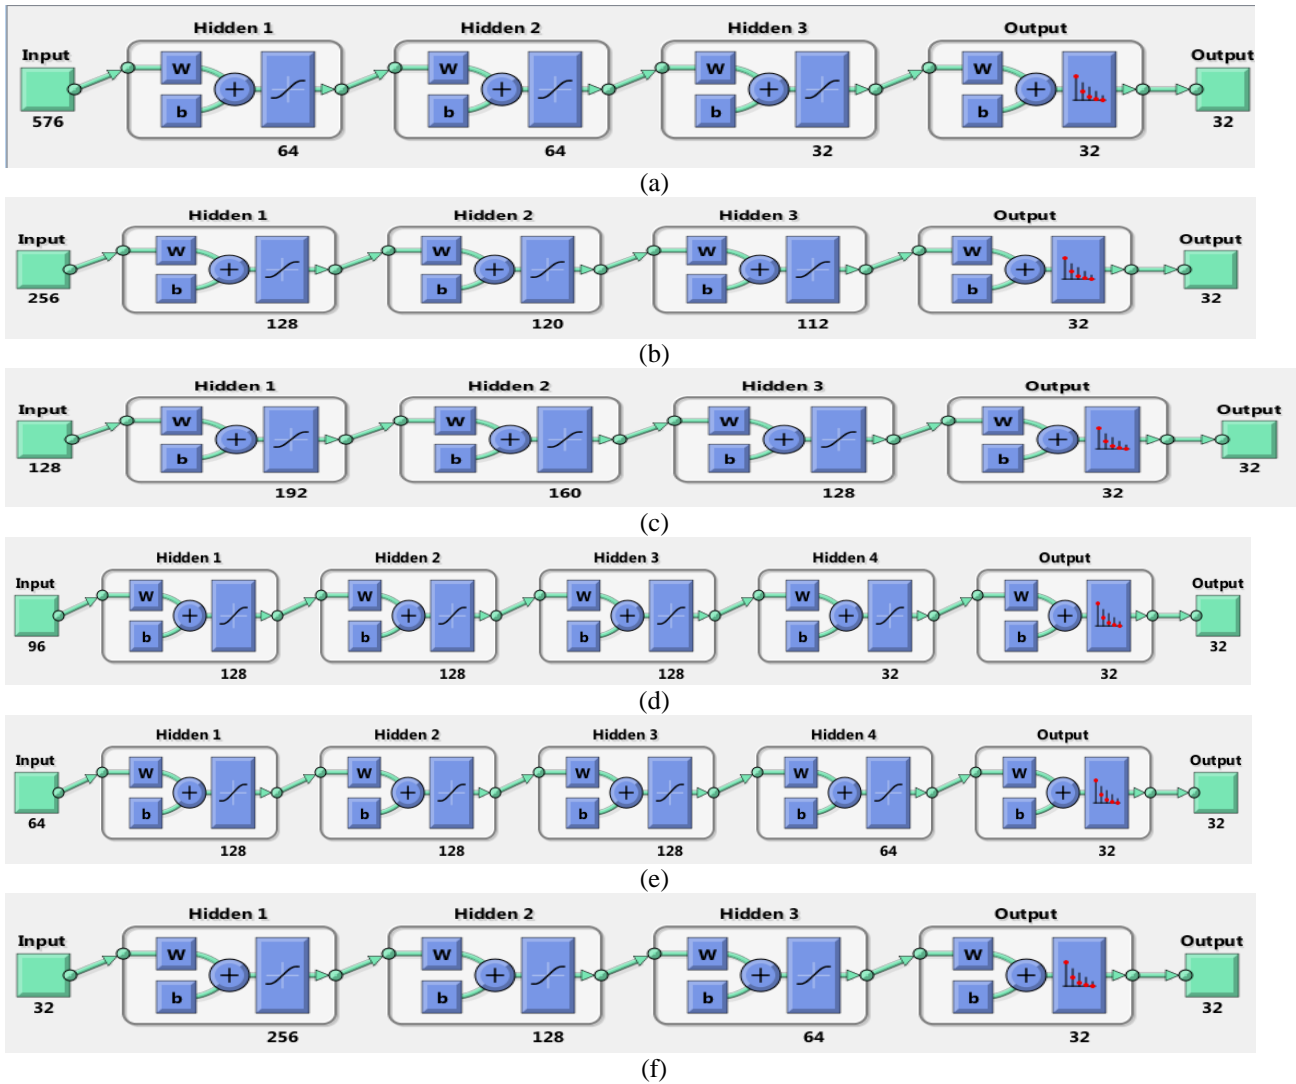 Hidden 1 Hidden 2 Hidden 3 Output
Input Output
W b + W b + W b + W b +
576 32
64 64 32 32
(a)
Hidden 1 Hidden 2 Hidden 3 Output
Input Output
W b + W b + W b + W b +
256 32
128 120 112 32
(b)
Hidden 1 Hidden 2 Hidden 3 Output
Input Output
W b + W b + W b + W b +
128 32
192 160 128 32
(c)
Hidden 1 Hidden 2 Hidden 3 Hidden 4 Output
Input Output
W b + W b + W b + W b + W b +
96 32
128 128 128 32 32
(d)
Hidden 1 Hidden 2 Hidden 3 Hidden 4 Output
Input Output
W b + W b + W b + W b + W b +
64 32
128 128 128 64 32
(e)
Hidden 1 Hidden 2 Hidden 3 Output
Input Output
W b + W b + W b + W b +
32 32
256 128 64 32
(f)